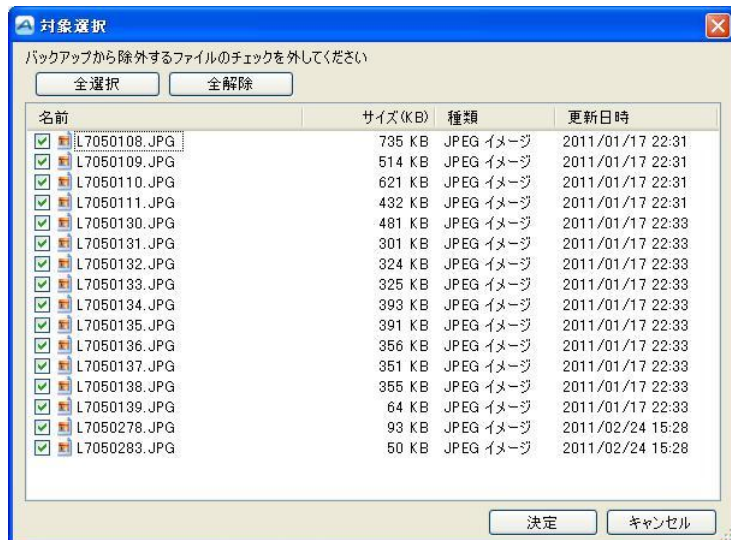 対象選択
バックアップから除外するファイルのチェックを外してください
全選択 全解除
名前 サイズ(KB) 種類 更新日時
L7050108.JPG 735 KB JPEG イメージ 2011/01/17 22:31
L7050109.JPG 514 KB JPEG イメージ 2011/01/17 22:31
L7050110.JPG 621 KB JPEG イメージ 2011/01/17 22:31
L7050111.JPG 432 KB JPEG イメージ 2011/01/17 22:31
L7050130.JPG 481 KB JPEG イメージ 2011/01/17 22:33
L7050131.JPG 301 KB JPEG イメージ 2011/01/17 22:33
L7050132.JPG 324 KB JPEG イメージ 2011/01/17 22:33
L7050133.JPG 325 KB JPEG イメージ 2011/01/17 22:33
L7050134.JPG 393 KB JPEG イメージ 2011/01/17 22:33
L7050135.JPG 391 KB JPEG イメージ 2011/01/17 22:33
L7050136.JPG 356 KB JPEG イメージ 2011/01/17 22:33
L7050137.JPG 351 KB JPEG イメージ 2011/01/17 22:33
L7050138.JPG 355 KB JPEG イメージ 2011/01/17 22:33
L7050139.JPG 64 KB JPEG イメージ 2011/01/17 22:33
L7050278.JPG 93 KB JPEG イメージ 2011/02/24 15:28
L7050283.JPG 50 KB JPEG イメージ 2011/02/24 15:28
決定 キャンセル